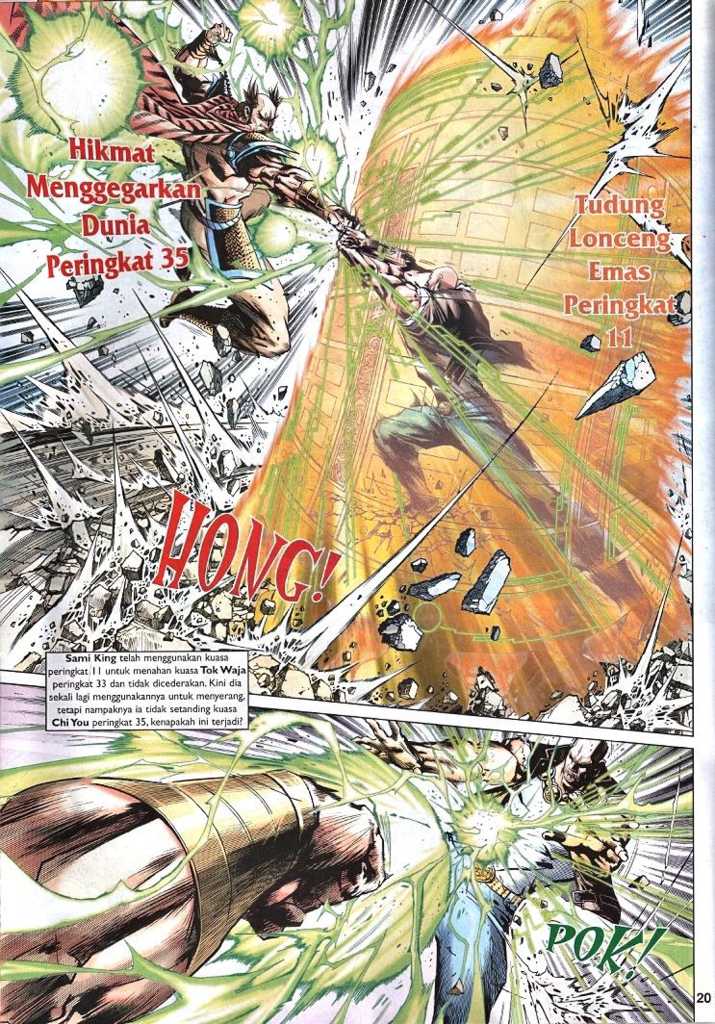 Hikmat
Menggegarkan
Dunia
Peringkat 35
Tudung
Lonceng
Emas
Peringkat
11
HONG!
Sami King telah menggunakan kuasa
peringkat 11 untuk menahan kuasa Tok Waja
peringkat 33 dan tidak dicederakan. Kini dia
sekali lagi menggunakannya untuk menyerang,
tetapi nampaknya ia tidak setanding kuasa
Chi You peringkat 35, kenapakah ini terjadi?
POK!
20